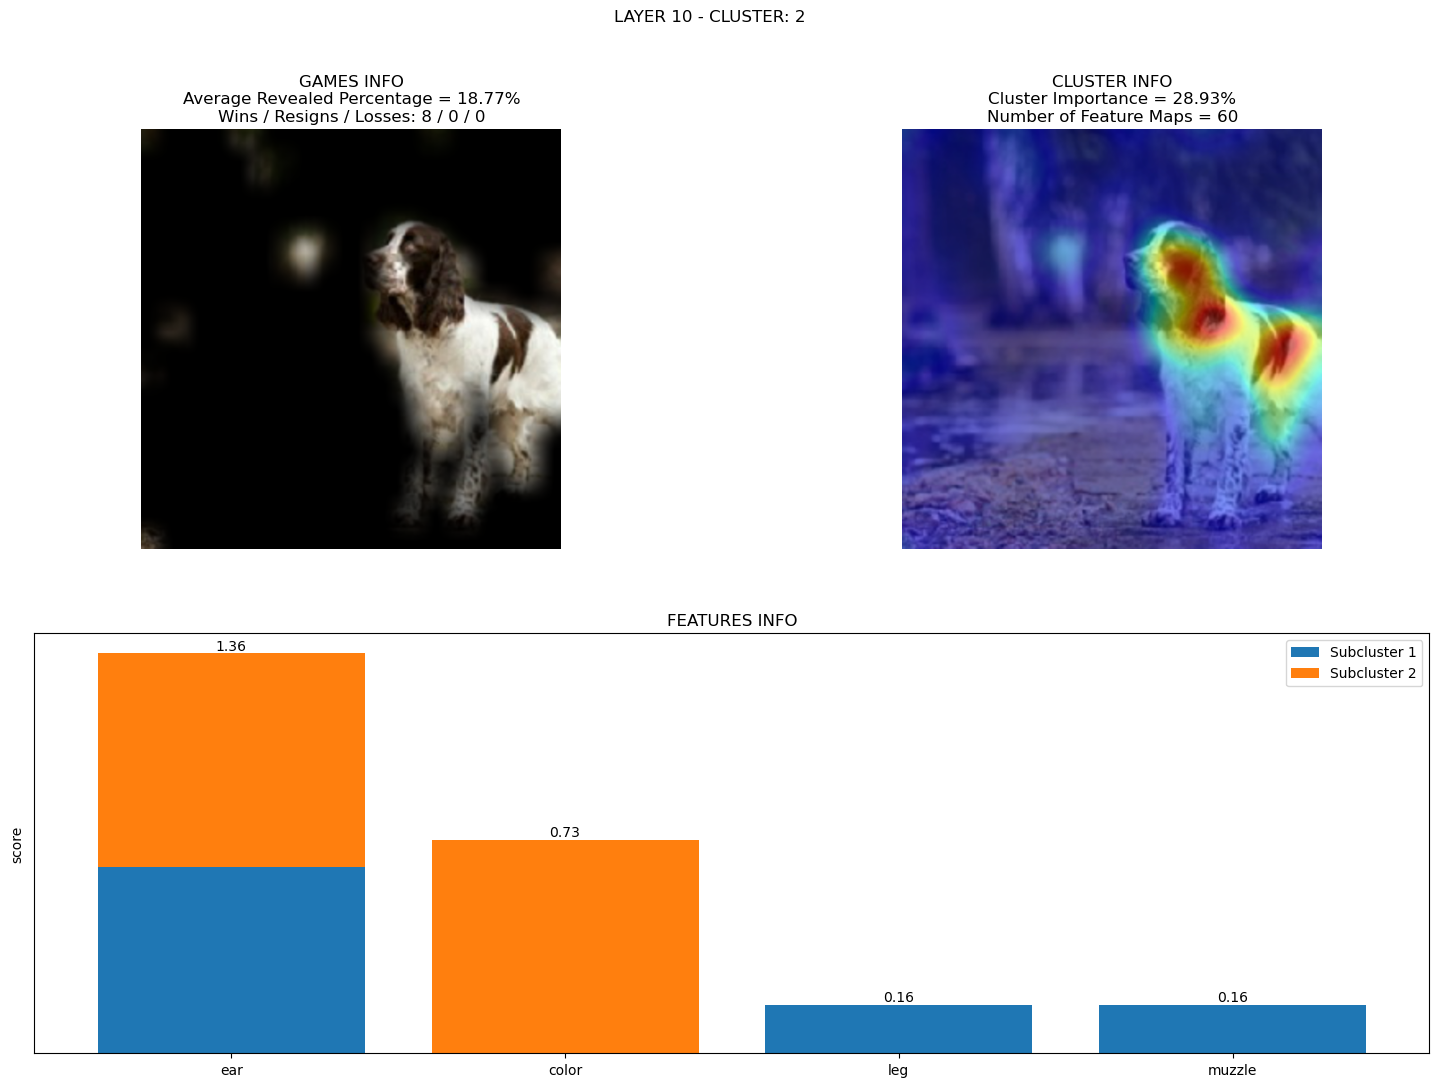 LAYER 10 - CLUSTER: 2
GAMES INFO
Average Revealed Percentage = 18.77%
Wins / Resigns / Losses: 8 / 0 / 0
CLUSTER INFO
Cluster Importance = 28.93%
Number of Feature Maps = 60
FEATURES INFO
Subcluster 1
Subcluster 2
score
1.36
0.73
0.16
0.16
ear
color
leg
muzzle